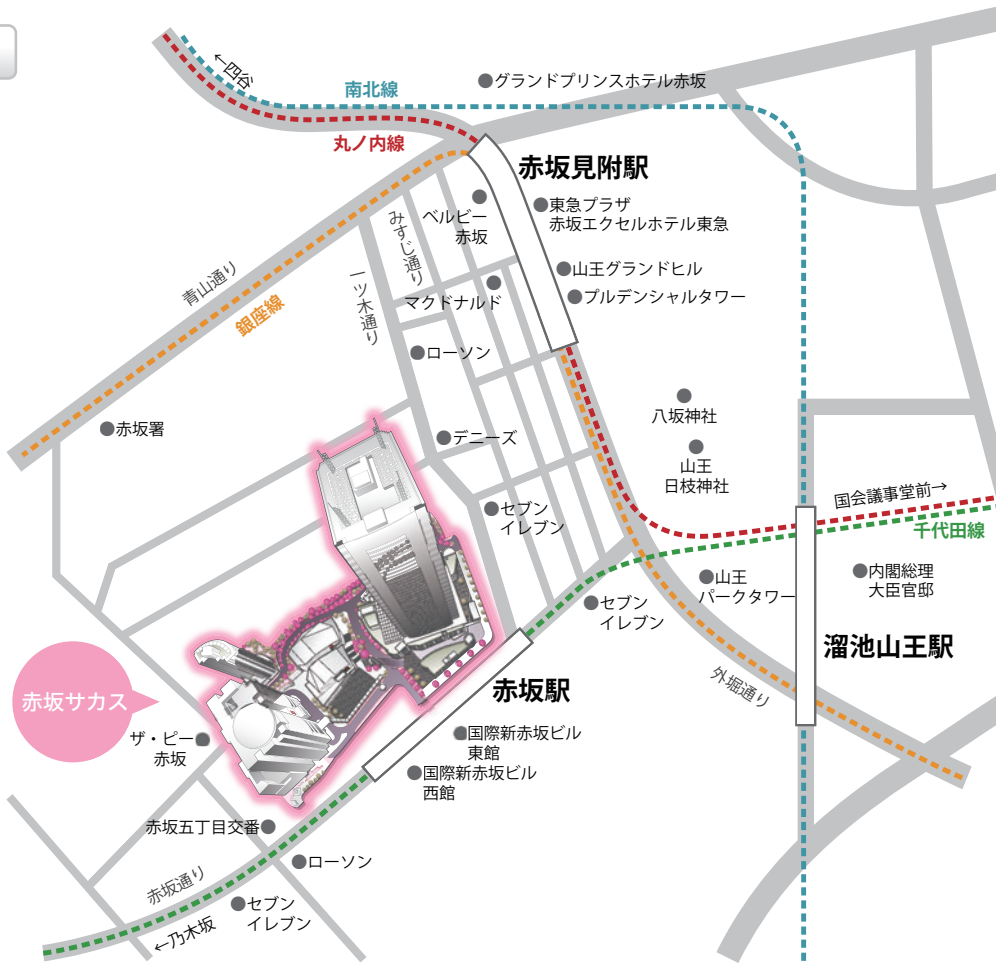 ←四谷
南北線
グランドプリンスホテル赤坂
丸ノ内線
赤坂見附駅
ベルビー
赤坂
東急プラザ
赤坂エクセルホテル東急
みすじ通り
山王グランドヒル
青山通り
一ツ木通り
マクドナルド
プルデンシャルタワー
銀座線
ローソン
八坂神社
赤坂署
デニーズ
山王
日枝神社
国会議事堂前→
セブン
イレブン
千代田線
山王
パークタワー
内閣総理
大臣官邸
セブン
イレブン
溜池山王駅
外堀通り
赤坂駅
赤坂サカス
ザ・ピー
赤坂
国際新赤坂ビル
東館
国際新赤坂ビル
西館
赤坂五丁目交番
ローソン
赤坂通り
セブン
イレブン
←乃木坂